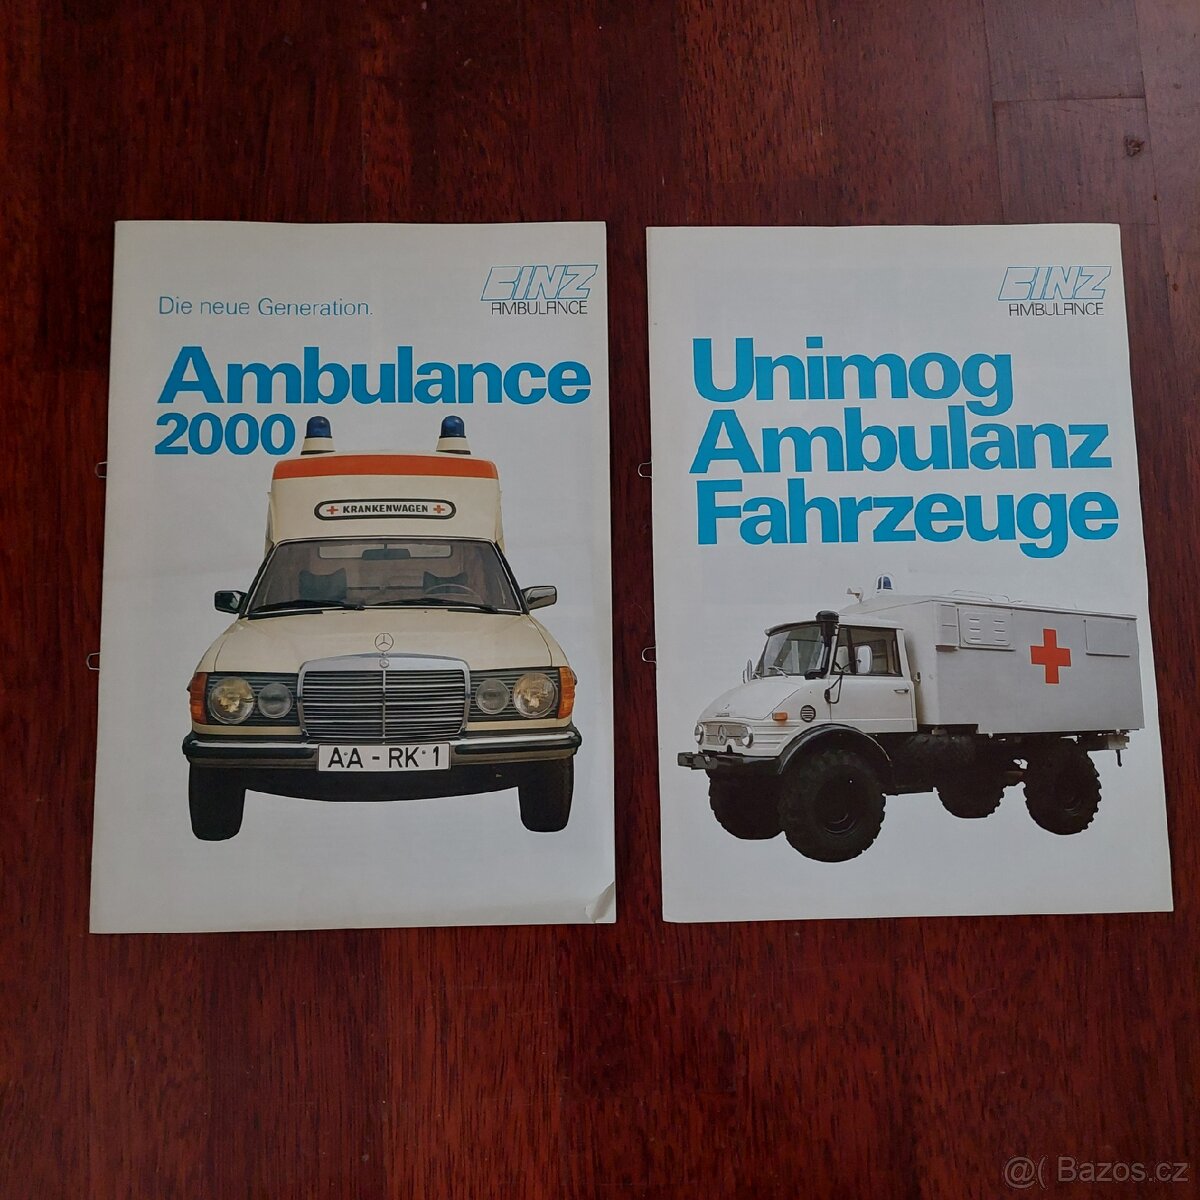 Die neue Generation.
BINZ
AMBULANCE
Ambulance
2000
+ KRANKENWAGEN +
AA - RK 1
BINZ
AMBULANCE
Unimog
Ambulanz
Fahrzeuge
@( Bazos.cz